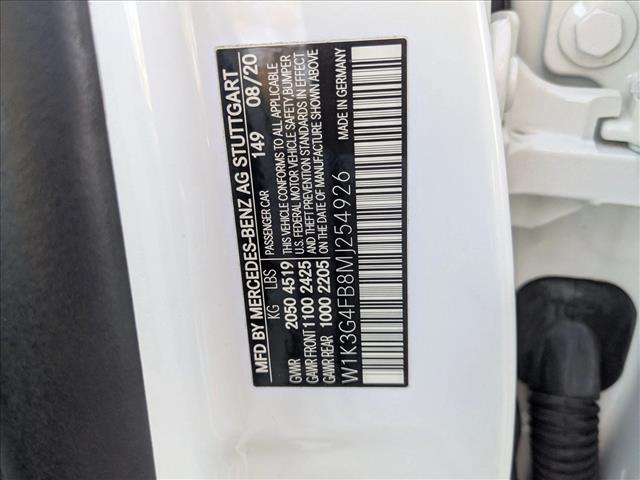 MFD BY MERCEDES-BENZ AG STUTTGART
149 08/20
KG LBS PASSENGER CAR
GVWR 2050 4519 THIS VEHICLE CONFORMS TO ALL APPLICABLE
GAWR FRONT 1100 2425 U.S. FEDERAL MOTOR VEHICLE SAFETY, BUMPER
GAWR REAR 1000 2205 AND THEFT PREVENTION STANDARDS IN EFFECT
ON THE DATE OF MANUFACTURE SHOWN ABOVE
W1K3G4FB8MJ254926 MADE IN GERMANY